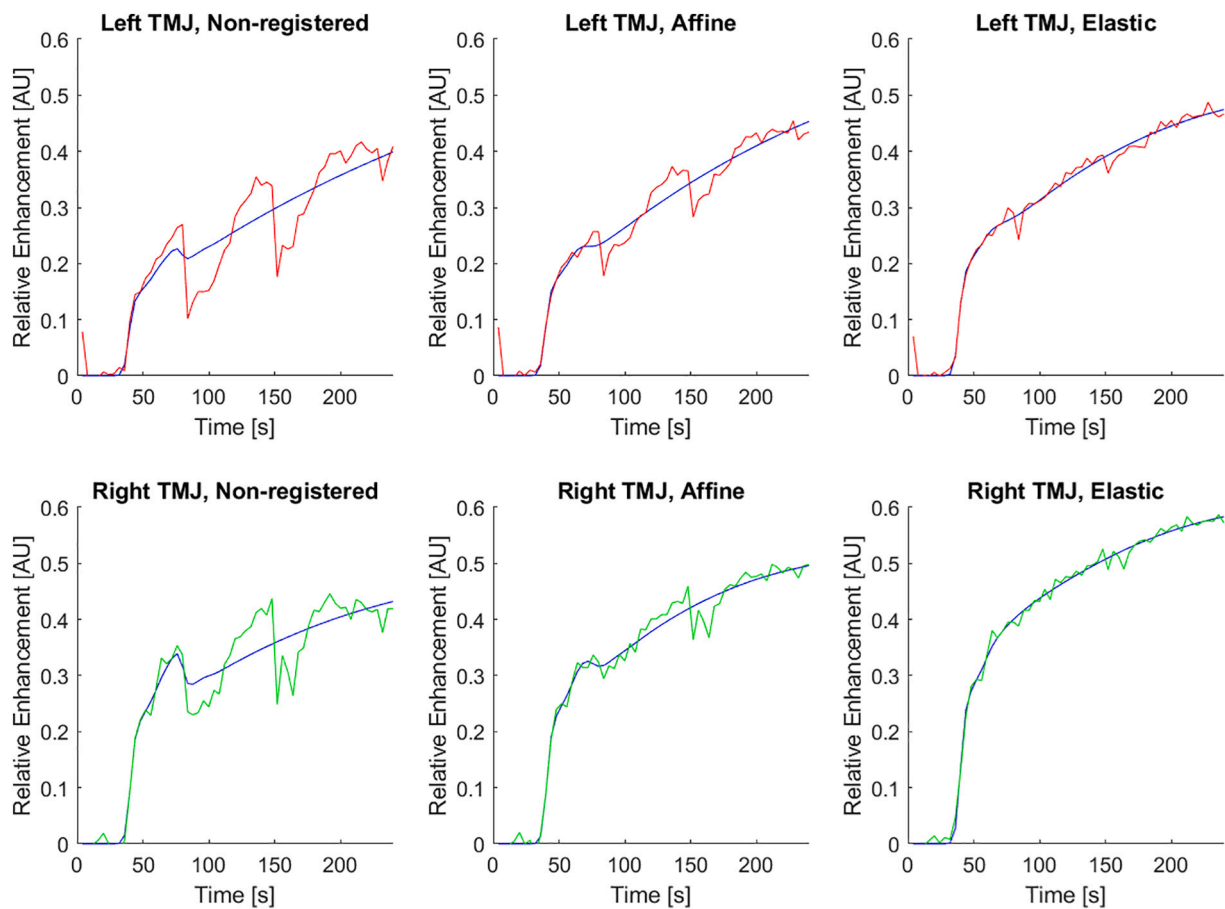 Left TMJ, Non-registered
Relative Enhancement [AU]
0.6
0.5
0.4
0.3
0.2
0.1
0
0 50 100 150 200
Time [s]
Left TMJ, Affine
Relative Enhancement [AU]
0.6
0.5
0.4
0.3
0.2
0.1
0
0 50 100 150 200
Time [s]
Left TMJ, Elastic
Relative Enhancement [AU]
0.6
0.5
0.4
0.3
0.2
0.1
0
0 50 100 150 200
Time [s]
Right TMJ, Non-registered
Relative Enhancement [AU]
0.6
0.5
0.4
0.3
0.2
0.1
0
0 50 100 150 200
Time [s]
Right TMJ, Affine
Relative Enhancement [AU]
0.6
0.5
0.4
0.3
0.2
0.1
0
0 50 100 150 200
Time [s]
Right TMJ, Elastic
Relative Enhancement [AU]
0.6
0.5
0.4
0.3
0.2
0.1
0
0 50 100 150 200
Time [s]